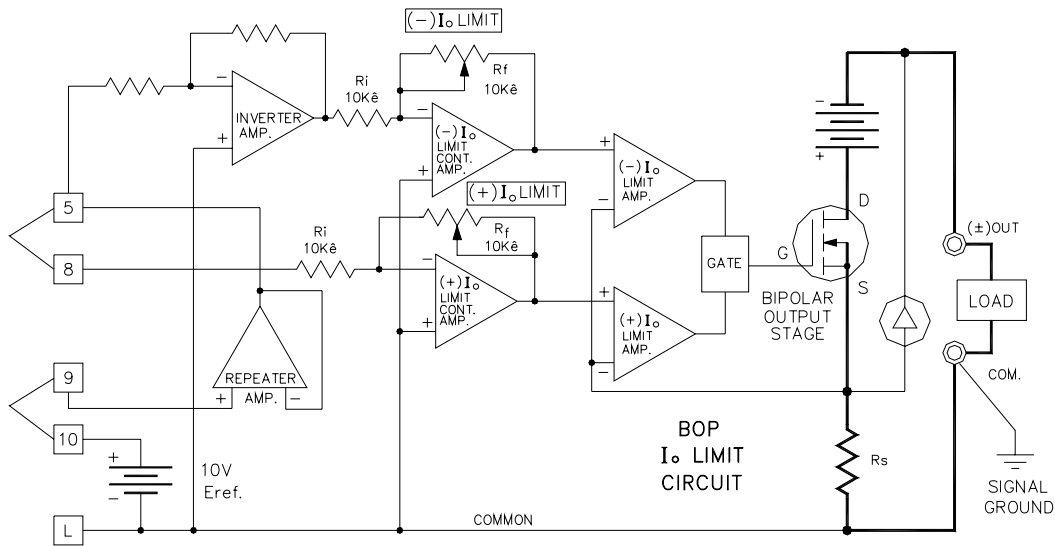 (−)Io LIMIT
Ri
10Kê
Rf
10Kê
−
+
INVERTER
AMP.
−
+
(−)Io
LIMIT
CONT.
AMP.
(+)Io LIMIT
+
−
(−)Io
LIMIT
AMP.
−
+
D
G
S
(±)OUT
5
8
Ri
10Kê
Rf
10Kê
−
+
(+)Io
LIMIT
CONT.
AMP.
GATE
BIPOLAR
OUTPUT
STAGE
LOAD
+
−
(+)Io
LIMIT
AMP.
COM.
9
REPEATER
+ AMP. −
10
+
−
10V
Eref.
BOP
Io LIMIT
CIRCUIT
Rs
SIGNAL
GROUND
L
COMMON